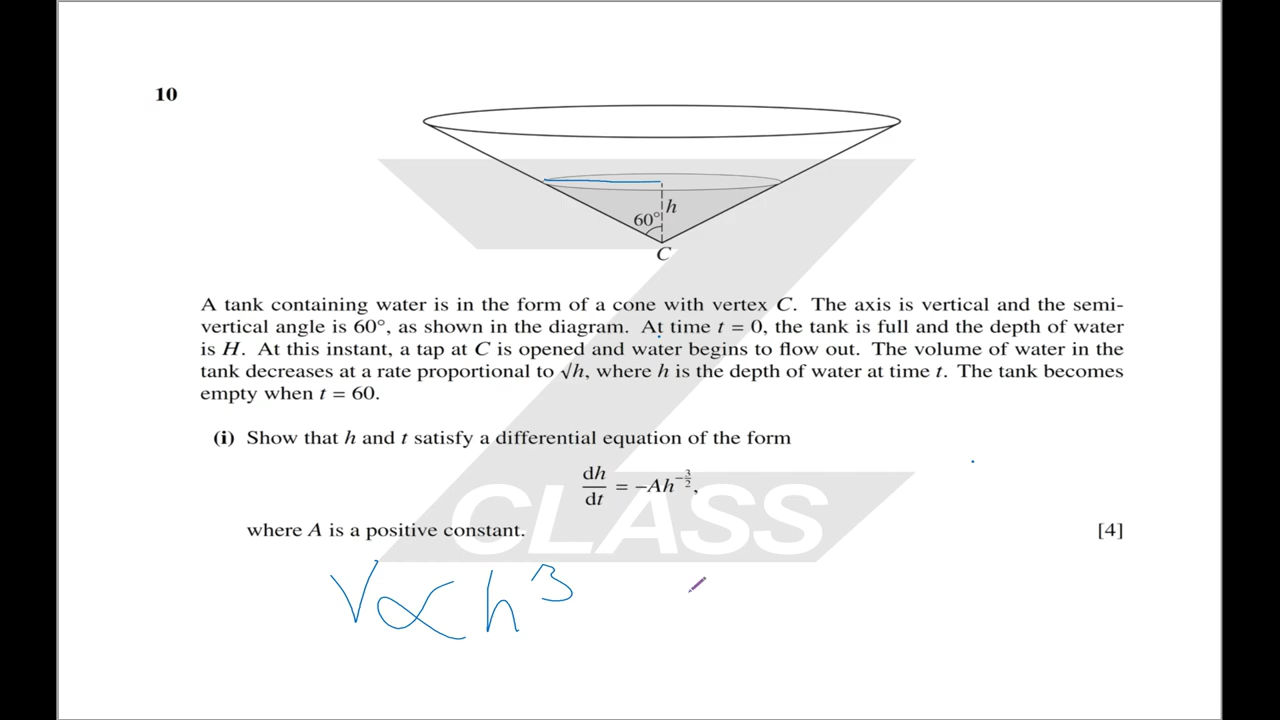 10
h
60°
C
A tank containing water is in the form of a cone with vertex C. The axis is vertical and the semi-
vertical angle is 60°, as shown in the diagram. At time t = 0, the tank is full and the depth of water
is H. At this instant, a tap at C is opened and water begins to flow out. The volume of water in the
tank decreases at a rate proportional to √h, where h is the depth of water at time t. The tank becomes
empty when t = 60.
(i) Show that h and t satisfy a differential equation of the form
dh/dt = −Ah^{−3/2},
where A is a positive constant. [4]
CLASS
V ∝ h³